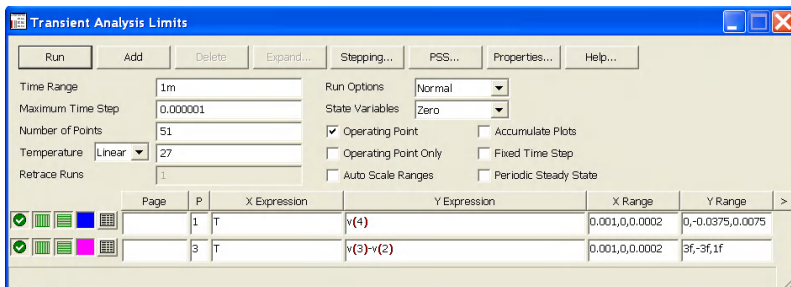 Transient Analysis Limits
Run Add Delete Expand... Stepping... PSS... Properties... Help...
Time Range 1m Run Options Normal
Maximum Time Step 0.000001 State Variables Zero
Number of Points 51 Operating Point Accumulate Plots
Temperature Linear 27 Operating Point Only Fixed Time Step
Retrace Runs 1 Auto Scale Ranges Periodic Steady State
Page P X Expression Y Expression X Range Y Range >
1 T v(4) 0.001,0,0.0002 0,-0.0375,0.0075
3 T v(3)-v(2) 0.001,0,0.0002 3f,-3f,1f